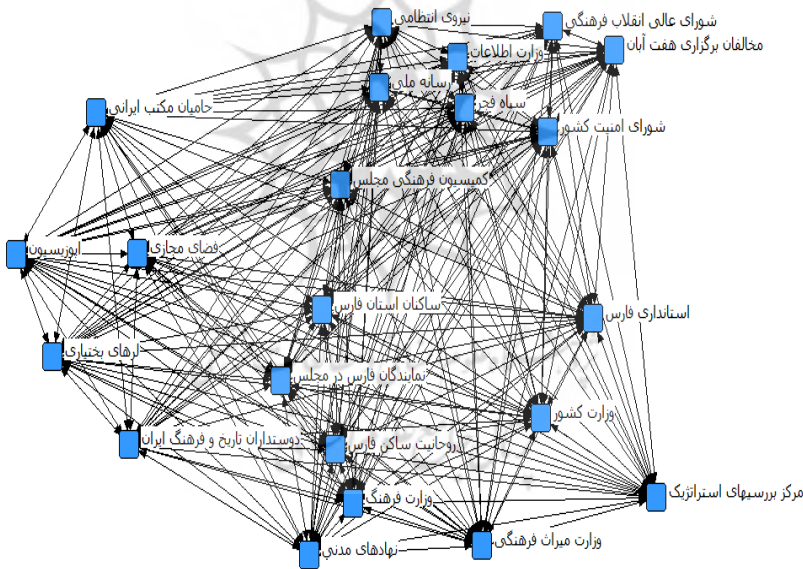 نیروی انتظامی
شورای عالی انقلاب فرهنگی
وزارت اطلاعات
مخالفان برگزاری هفت آبان
رسانه ملی
سپاه فجر
حامیان مکتب ایرانی
شورای امنیت کشور
کمیسیون فرهنگی مجلس
فضای مجازی
اپوزیسیون
ساکنان استان فارس
استانداری فارس
لرهای بختیاری
نمایندگان فارس در مجلس
وزارت کشور
دوستداران تاریخ و فرهنگ ایران
روحانیت ساکن فارس
مرکز بررسیهای استراتژیک
وزارت فرهنگ
وزارت میراث فرهنگی
نهادهای مدنی